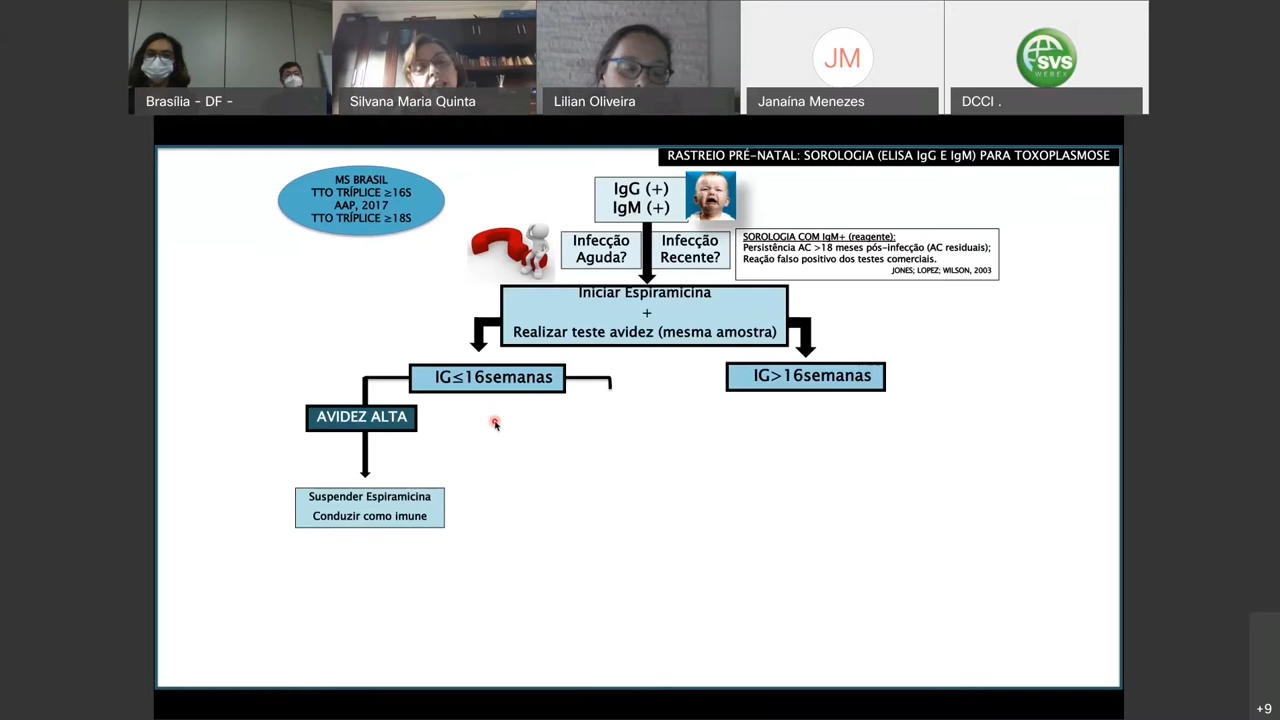 Brasília - DF -
Silvana Maria Quinta
Lilian Oliveira
JM
Janaína Menezes
svs
WEBEX
DCCI .
RASTREIO PRÉ-NATAL: SOROLOGIA (ELISA IgG E IgM) PARA TOXOPLASMOSE
MS BRASIL
TTO TRÍPLICE ≥16S
AAP, 2017
TTO TRÍPLICE ≥18S
IgG (+)
IgM (+)
Infecção
Aguda?
Infecção
Recente?
SOROLOGIA COM IgM+ (reagente):
Persistência AC >18 meses pós-infecção (AC residuais);
Reação falso positivo dos testes comerciais.
JONES; LOPEZ; WILSON, 2003
Iniciar Espiramicina
+
Realizar teste avidez (mesma amostra)
IG≤16semanas
IG>16semanas
AVIDEZ ALTA
Suspender Espiramicina
Conduzir como imune
+9